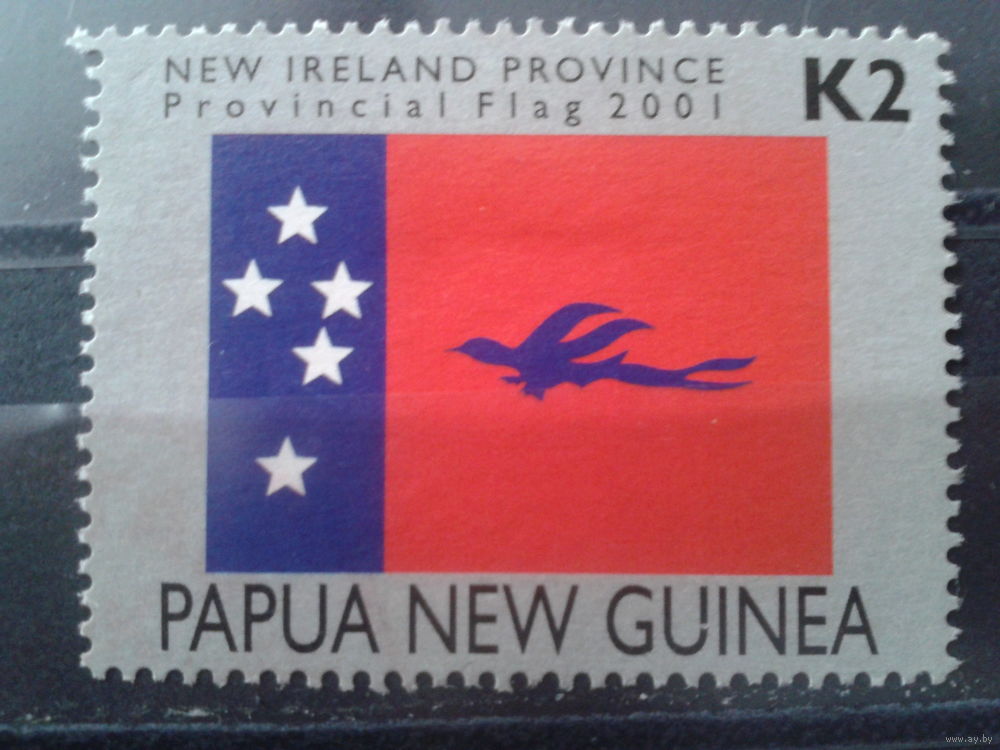 NEW IRELAND PROVINCE
Provincial Flag 2001
K2
PAPUA NEW GUINEA
www.ay.by